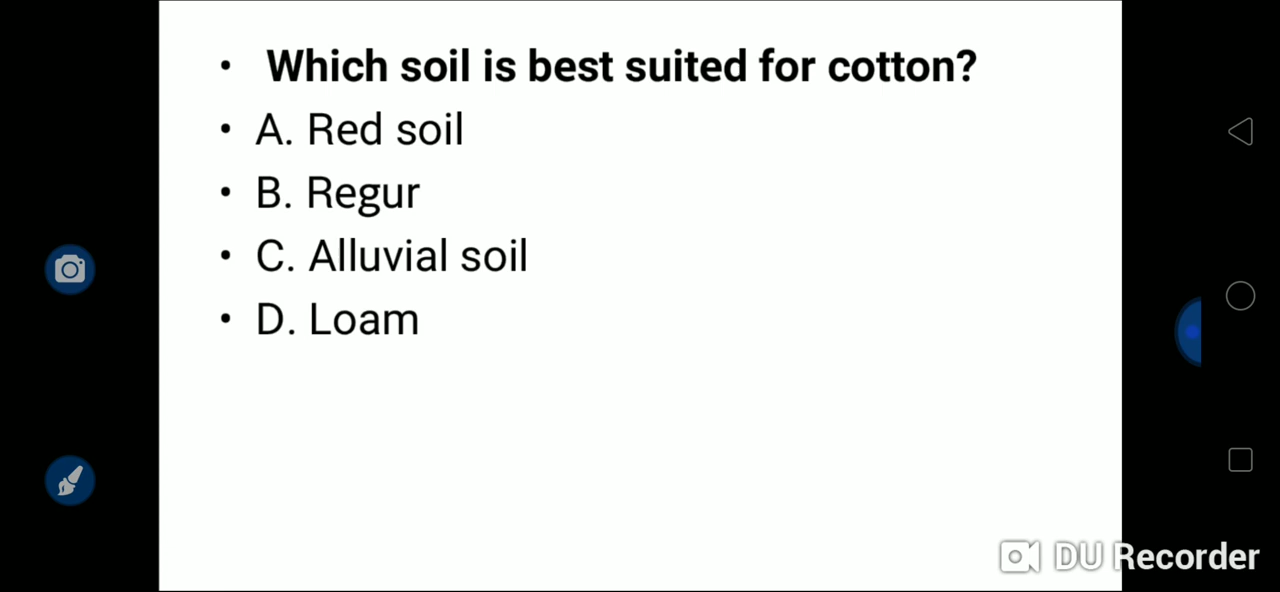 • Which soil is best suited for cotton?
• A. Red soil
• B. Regur
• C. Alluvial soil
• D. Loam
DU Recorder